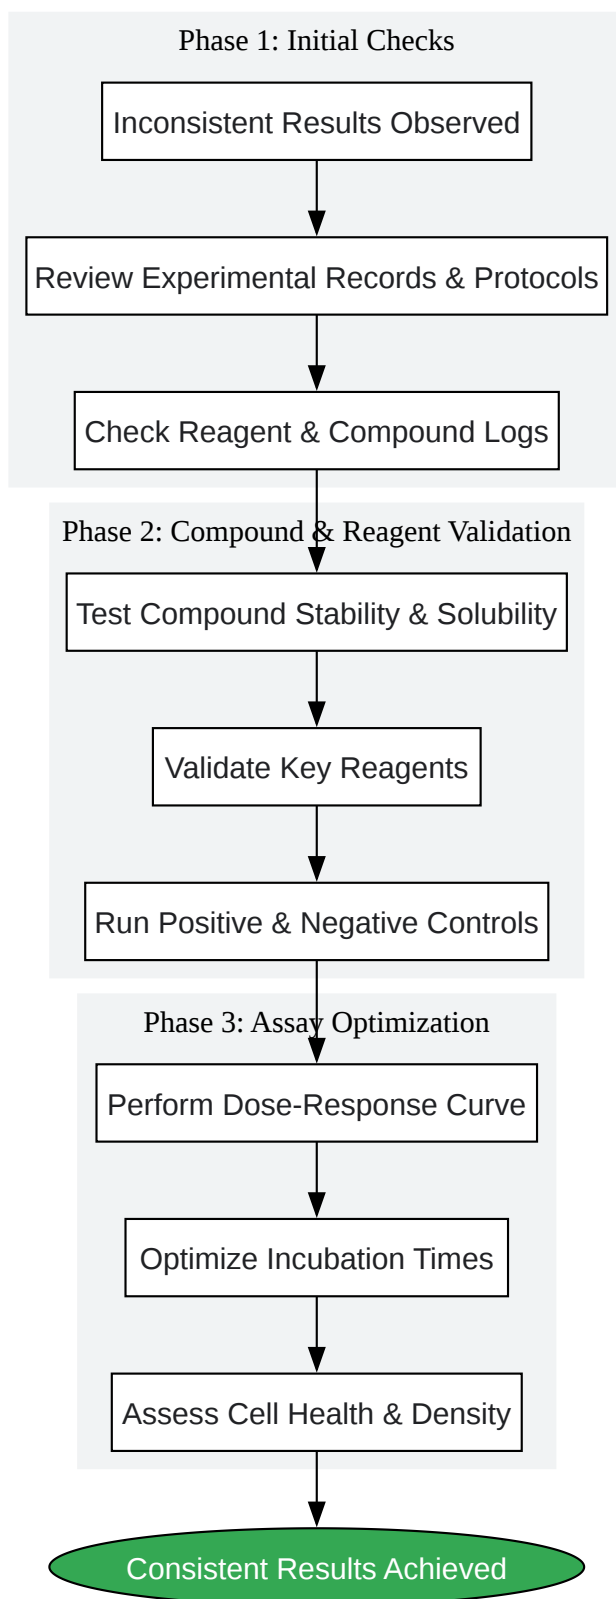 Phase 1: Initial Checks
Inconsistent Results Observed
Review Experimental Records & Protocols
Check Reagent & Compound Logs
Phase 2: Compound & Reagent Validation
Test Compound Stability & Solubility
Validate Key Reagents
Run Positive & Negative Controls
Phase 3: Assay Optimization
Perform Dose-Response Curve
Optimize Incubation Times
Assess Cell Health & Density
Consistent Results Achieved